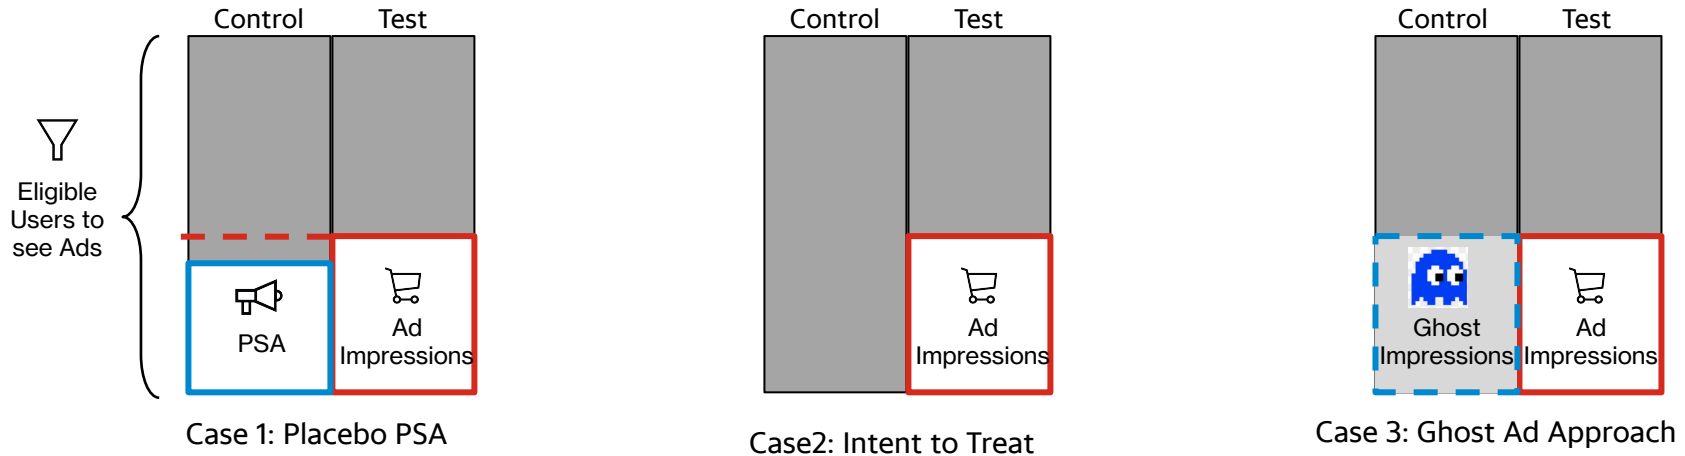 Control Test
Eligible
Users to
see Ads
PSA
Ad
Impressions
Case 1: Placebo PSA
Control Test
Ad
Impressions
Case2: Intent to Treat
Control Test
Ghost
Impressions
Ad
Impressions
Case 3: Ghost Ad Approach